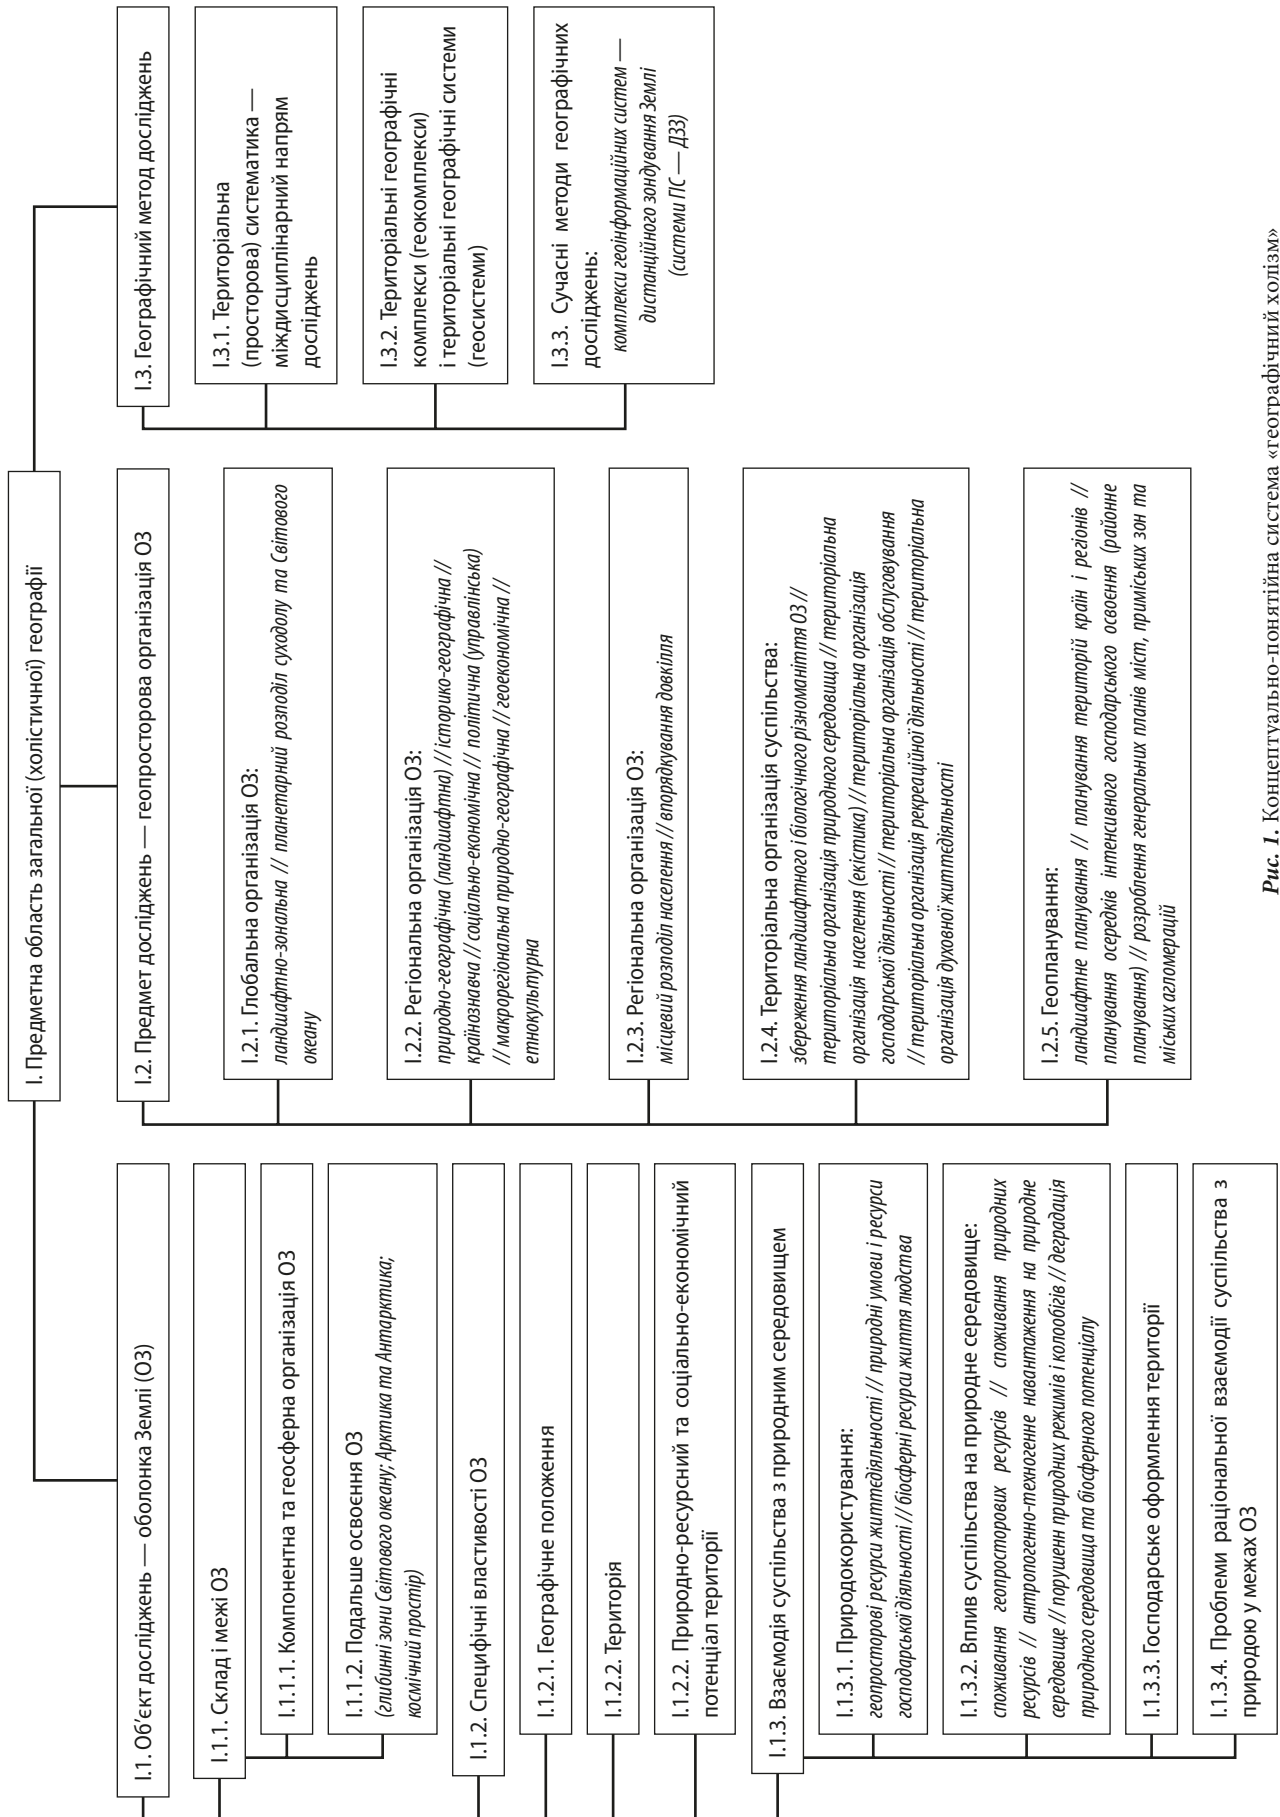 І. Предметна область загальної (холістичної) географії
І.1. Об’єкт досліджень — оболонка Землі (ОЗ)
І.1.1. Склад і межі ОЗ
І.1.1.1. Компонентна та геосферна організація ОЗ
І.1.1.2. Подальше освоєння ОЗ
(глибинні зони Світового океану; Арктика та Антарктика;
космічний простір)
І.1.2. Специфічні властивості ОЗ
І.1.2.1. Географічне положення
І.1.2.2. Територія
І.1.2.2. Природно-ресурсний та соціально-економічний
потенціал території
І.1.3. Взаємодія суспільства з природним середовищем
І.1.3.1. Природокористування:
геопросторові ресурси життєдіяльності // природні умови і ресурси
господарської діяльності // біосферні ресурси життя людства
І.1.3.2. Вплив суспільства на природне середовище:
споживання геопросторових ресурсів // споживання природних
ресурсів // антропогенно-техногенне навантаження на природне
середовище // порушенн природних режимів і колообігів // деградація
природного середовища та біосферного потенціалу
І.1.3.3. Господарське оформлення території
І.1.3.4. Проблеми раціональної взаємодії суспільства з
природою у межах ОЗ
І.2. Предмет досліджень — геопросторова організація ОЗ
І.2.1. Глобальна організація ОЗ:
ландшафтно-зональна // планетарний розподіл суходолу та Світового
океану
І.2.2. Регіональна організація ОЗ:
природно-географічна (ландшафтна) // історико-географічна //
країнознавча // соціально-економічна // політична (управлінська)
// макрорегіональна природно-географічна // геоекономічна //
етнокультурна
І.2.3. Регіональна організація ОЗ:
місцевий розподіл населення // впорядкування довкілля
І.2.4. Територіальна організація суспільства:
збереження ландшафтного і біологічного різноманіття ОЗ //
територіальна організація природного середовища // територіальна
організація населення (екістика) // територіальна організація
господарської діяльності // територіальна організація обслуговування
// територіальна організація рекреаційної діяльності // територіальна
організація духовної життєдіяльності
І.2.5. Геопланування:
ландшафтне планування // планування територій країн і регіонів //
планування осередків інтенсивного господарського освоєння (районне
планування) // розроблення генеральних планів міст, приміських зон та
міських агломерацій
І.3. Географічний метод досліджень
І.3.1. Територіальна
(просторова) систематика —
міждисциплінарний напрям
досліджень
І.3.2. Територіальні географічні
комплекси (геокомплекси)
і територіальні географічні системи
(геосистеми)
І.3.3. Сучасні методи географічних
досліджень:
комплекси геоінформаційних систем —
дистанційного зондування Землі
(системи ГІС — ДЗЗ)
Рис. 1. Концептуально-понятійна система «географічний холізм»